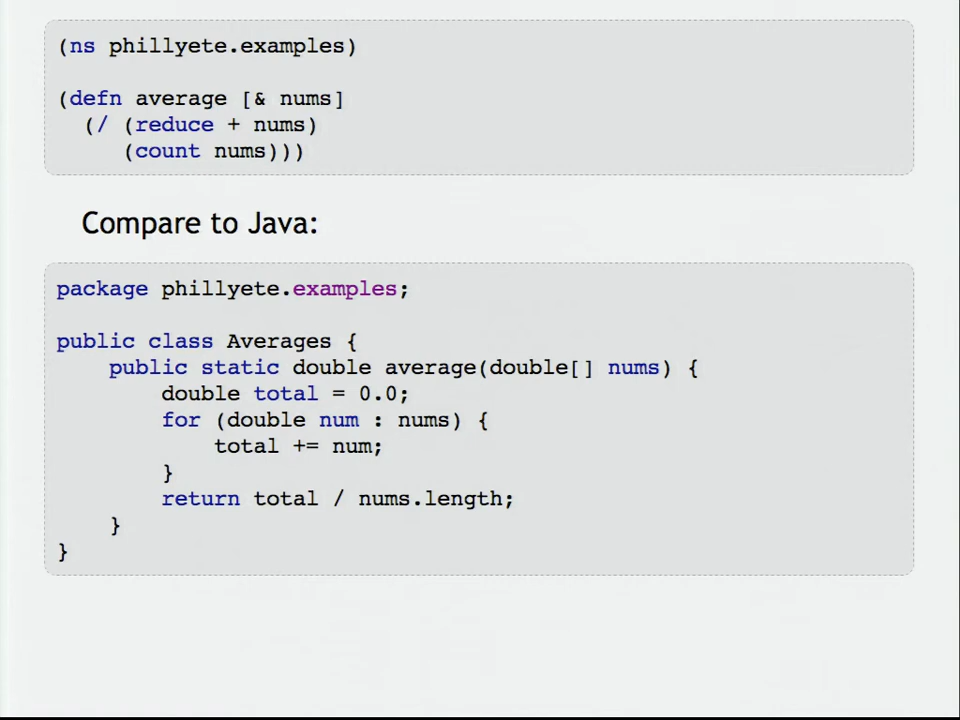 (ns phillyete.examples)
(defn average [& nums]
  (/ (reduce + nums)
     (count nums)))
Compare to Java:
package phillyete.examples;
public class Averages {
    public static double average(double[] nums) {
        double total = 0.0;
        for (double num : nums) {
            total += num;
        }
        return total / nums.length;
    }
}